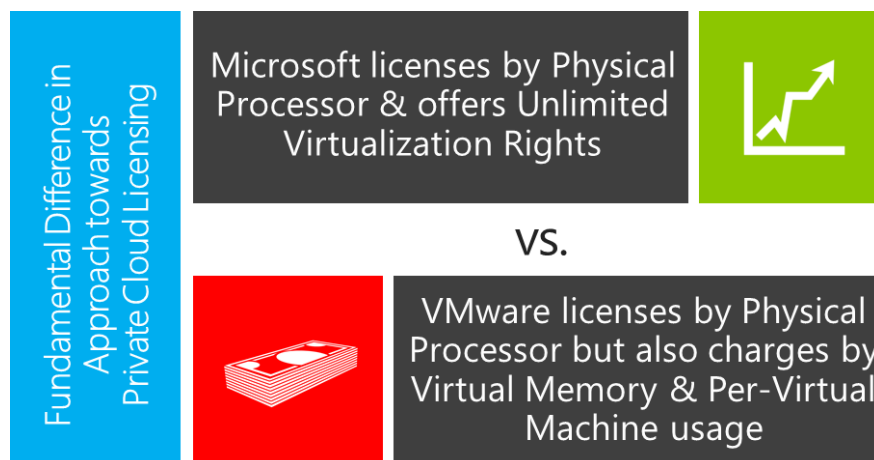 Fundamental Difference in
Approach towards
Private Cloud Licensing
Microsoft licenses by Physical
Processor & offers Unlimited
Virtualization Rights
vs.
VMware licenses by Physical
Processor but also charges by
Virtual Memory & Per-Virtual
Machine usage